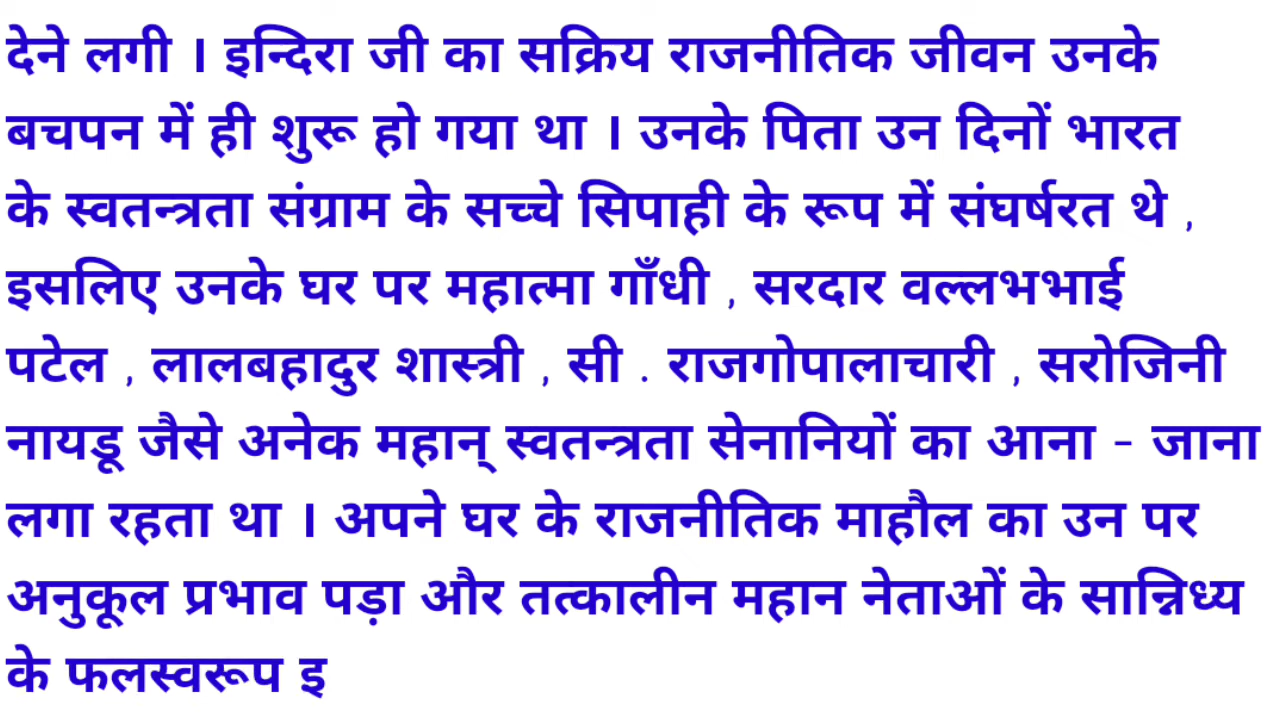 देने लगी । इन्दिरा जी का सक्रिय राजनीतिक जीवन उनके
बचपन में ही शुरू हो गया था । उनके पिता उन दिनों भारत
के स्वतन्त्रता संग्राम के सच्चे सिपाही के रूप में संघर्षरत थे ,
इसलिए उनके घर पर महात्मा गाँधी , सरदार वल्लभभाई
पटेल , लालबहादुर शास्त्री , सी . राजगोपालाचारी , सरोजिनी
नायडू जैसे अनेक महान् स्वतन्त्रता सेनानियों का आना - जाना
लगा रहता था । अपने घर के राजनीतिक माहौल का उन पर
अनुकूल प्रभाव पड़ा और तत्कालीन महान नेताओं के सान्निध्य
के फलस्वरूप इ